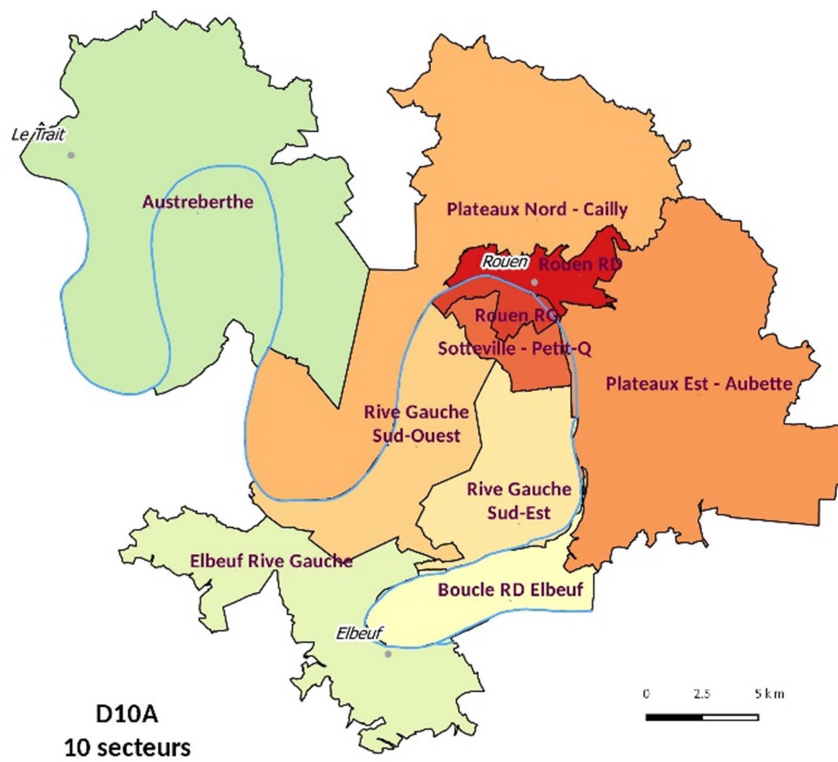 Le Traît
Austreberthe
Plateaux Nord - Cailly
Rouen
Rouen RD
Rouen RG
Sotteville - Petit-Q
Plateaux Est - Aubette
Rive Gauche
Sud-Ouest
Rive Gauche
Sud-Est
Elbeuf Rive Gauche
Boucle RD Elbeuf
Elbeuf
D10A
10 secteurs
0 2.5 5 km